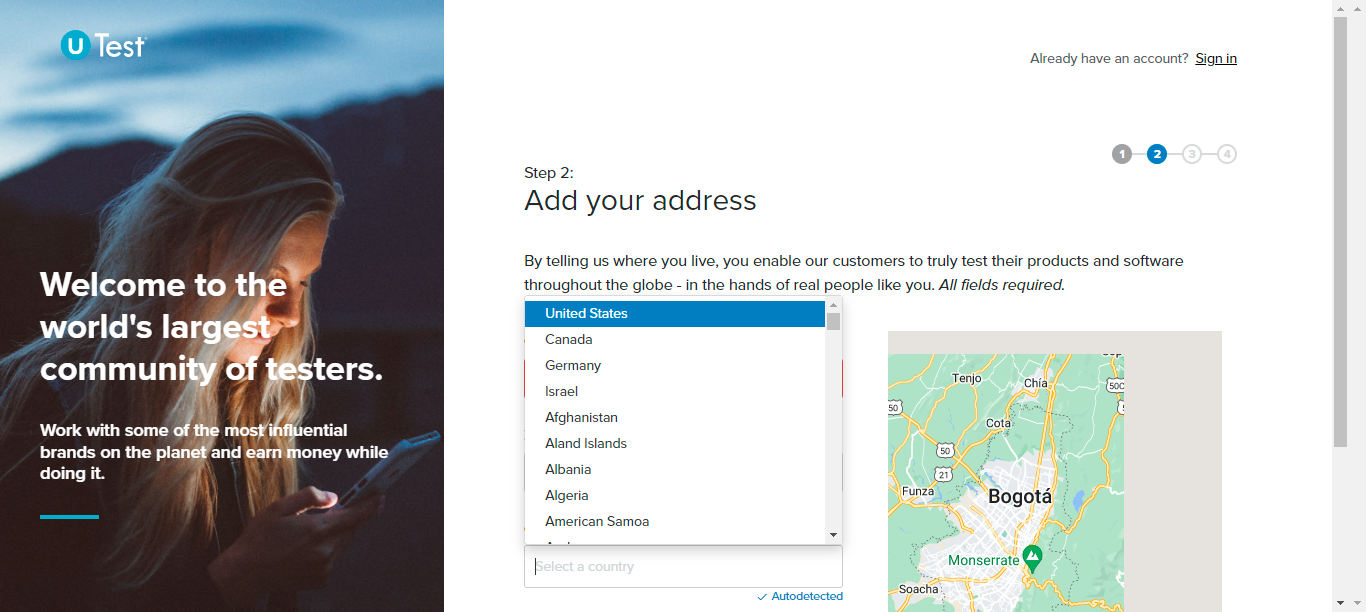 U Test
Already have an account? Sign in
1 2 3 4
Step 2:
Add your address
By telling us where you live, you enable our customers to truly test their products and software
throughout the globe - in the hands of real people like you. All fields required.
Welcome to the
world's largest
community of testers.
Work with some of the most influential
brands on the planet and earn money while
doing it.
United States
Canada
Germany
Israel
Afghanistan
Aland Islands
Albania
Algeria
American Samoa
Select a country
Autodetected
Tenjo
Chía
50
Cota
50
21
Funza
Bogotá
Monserrate
Soacha